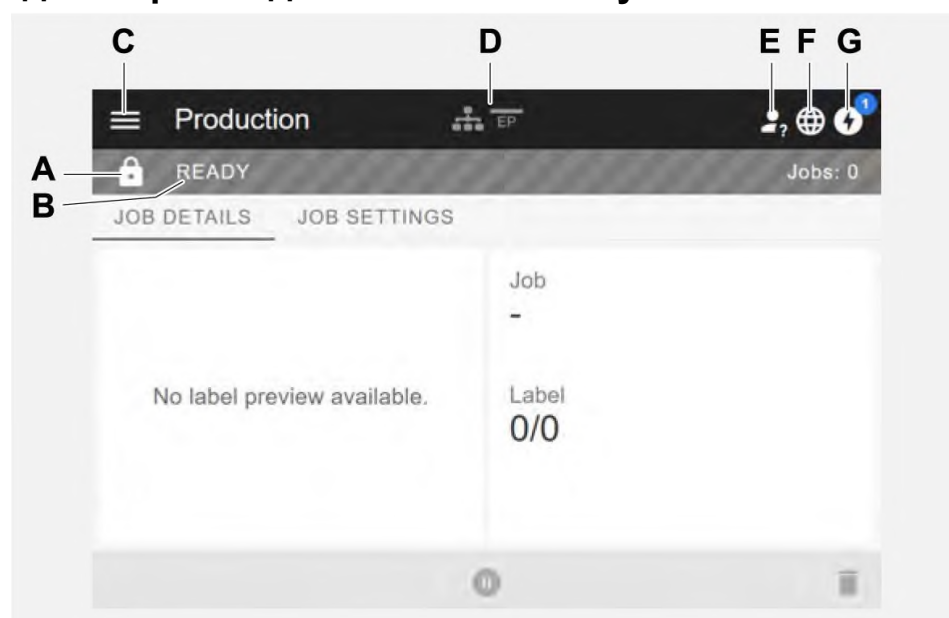 C D E F G
Production EP ? 1
A READY Jobs: 0
B
JOB DETAILS JOB SETTINGS
Job
-
No label preview available.
Label
0/0